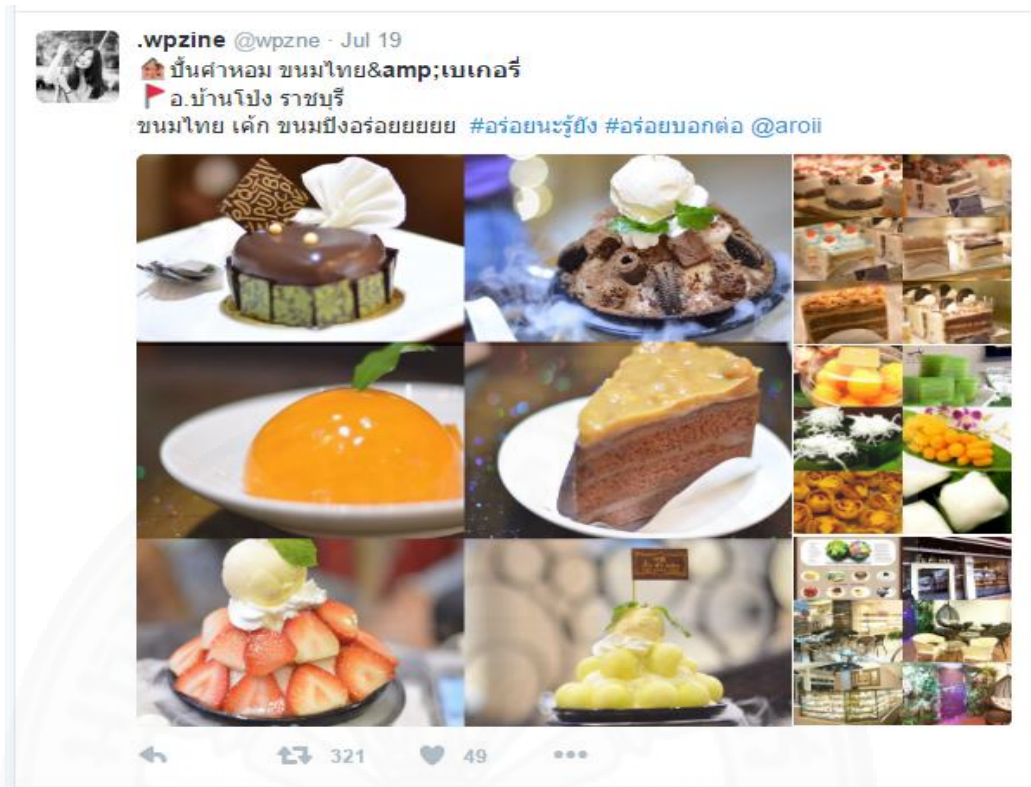 .wpzine @wpzne · Jul 19
ปั้นคำหอม ขนมไทย&amp;เบเกอรี่
อ.บ้านโป่ง ราชบุรี
ขนมไทย เค้ก ขนมปังอร่อยยยยย #อร่อยนะรู้ยัง #อร่อยบอกต่อ @aroii
321 49